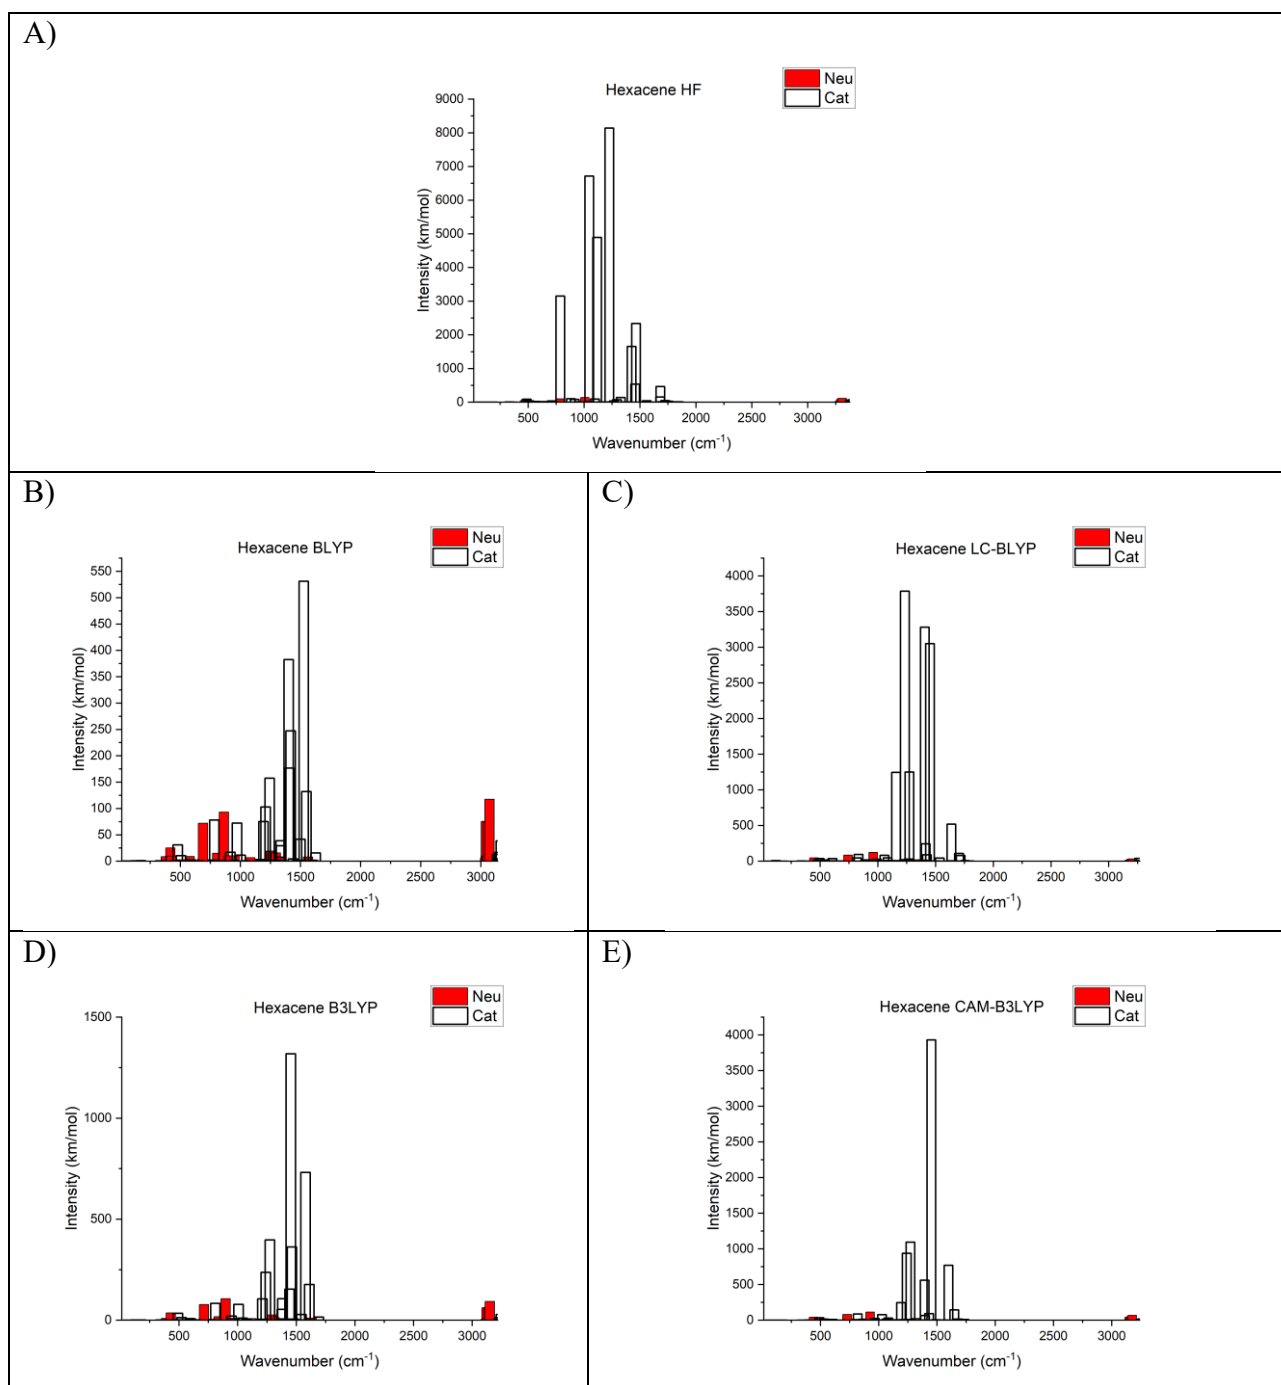 A)
Hexacene HF
Neu
Cat
9000
8000
7000
6000
5000
4000
3000
2000
1000
0
Intensity (km/mol)
500 1000 1500 2000 2500 3000
Wavenumber (cm⁻¹)
B)
Hexacene BLYP
Neu
Cat
550
500
450
400
350
300
250
200
150
100
50
0
Intensity (km/mol)
500 1000 1500 2000 2500 3000
Wavenumber (cm⁻¹)
C)
Hexacene LC-BLYP
Neu
Cat
4000
3500
3000
2500
2000
1500
1000
500
0
Intensity (km/mol)
500 1000 1500 2000 2500 3000
Wavenumber (cm⁻¹)
D)
Hexacene B3LYP
Neu
Cat
1500
1000
500
0
Intensity (km/mol)
500 1000 1500 2000 2500 3000
Wavenumber (cm⁻¹)
E)
Hexacene CAM-B3LYP
Neu
Cat
4000
3500
3000
2500
2000
1500
1000
500
0
Intensity (km/mol)
500 1000 1500 2000 2500 3000
Wavenumber (cm⁻¹)